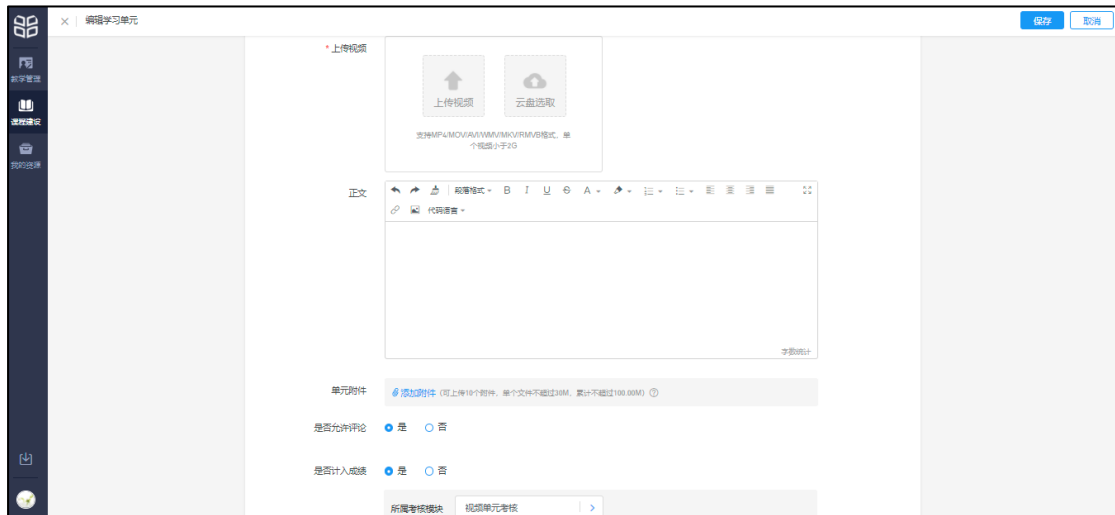 编辑学习单元
保存
取消
教学管理
课程建设
我的资源
* 上传视频
上传视频
云盘选取
支持MP4/MOV/AVI/WMV/MKV/RMVB格式，单
个视频小于2G
正文
段落格式
B I U S A
代码语言
字数统计
单元附件
添加附件（可上传10个附件，单个文件不超过30M，累计不超过100.00M）
是否允许评论
是
否
是否计入成绩
是
否
所属考核模块
视频单元考核